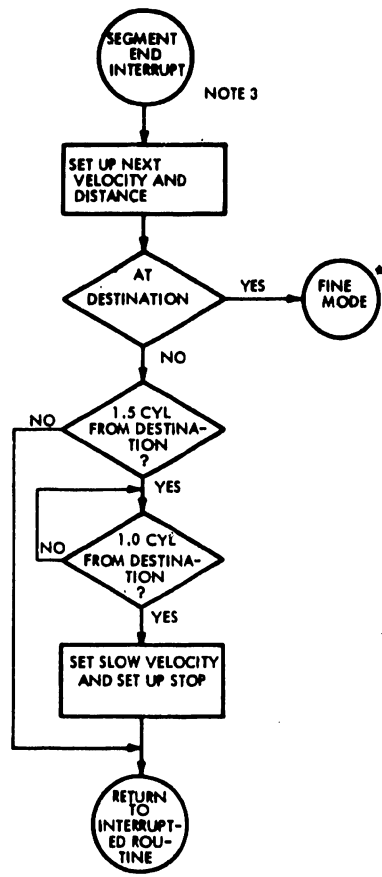 SEGMENT
END
INTERRUPT
NOTE 3
SET UP NEXT
VELOCITY AND
DISTANCE
AT
DESTINATION
YES
FINE
MODE
*
NO
1.5 CYL
FROM DESTINA-
TION
?
NO
YES
1.0 CYL
FROM DESTINA-
TION
?
NO
YES
SET SLOW VELOCITY
AND SET UP STOP
RETURN
TO
INTERRUPT-
ED ROU-
TINE